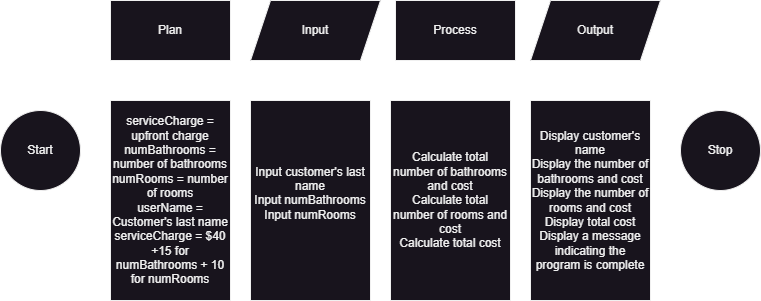 Plan
Input
Process
Output
Start
serviceCharge =
upfront charge
numBathrooms =
number of bathrooms
numRooms = number
of rooms
userName =
Customer's last name
serviceCharge = $40
+15 for
numBathrooms + 10
for numRooms
Input customer's last
name
Input numBathrooms
Input numRooms
Calculate total
number of bathrooms
and cost
Calculate total
number of rooms and
cost
Calculate total cost
Display customer's
name
Display the number of
bathrooms and cost
Display the number of
rooms and cost
Display total cost
Display a message
indicating the
program is complete
Stop